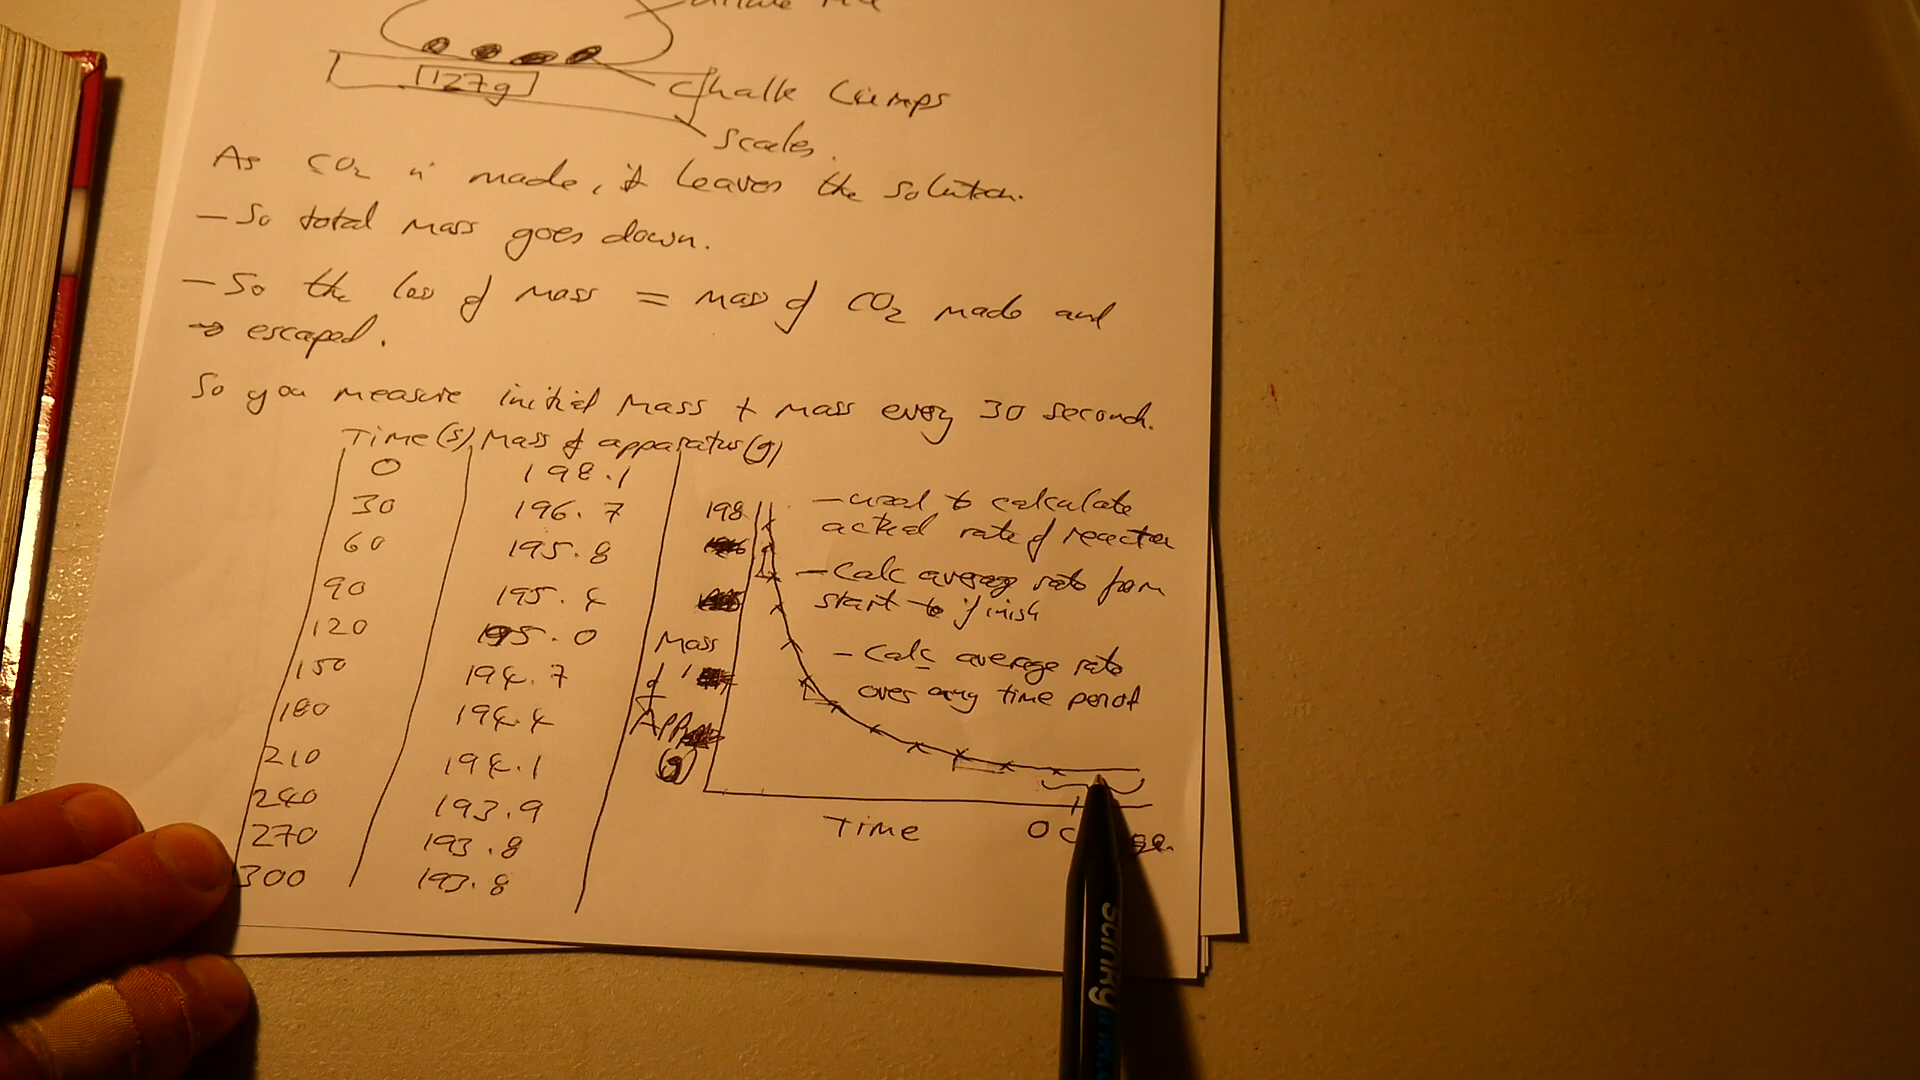 127g
Chalk Lumps
Scales.
As CO2 is made, it leaves the solution.
- So total mass goes down.
- So the loss of mass = mass of CO2 made and
→ escaped.
So you measure initial mass + mass every 30 second.
Time(s) Mass of apparatus(g)
0 198.1
30 196.7
60 195.8
90 195.4
120 195.0
150 194.7
180 194.4
210 194.1
240 193.9
270 193.8
300 193.8
198
Mass
of
(g)
- used to calculate
actual rate of reaction
- Calc average rate from
start to finish
- Calc average rate
over any time period
Time
0